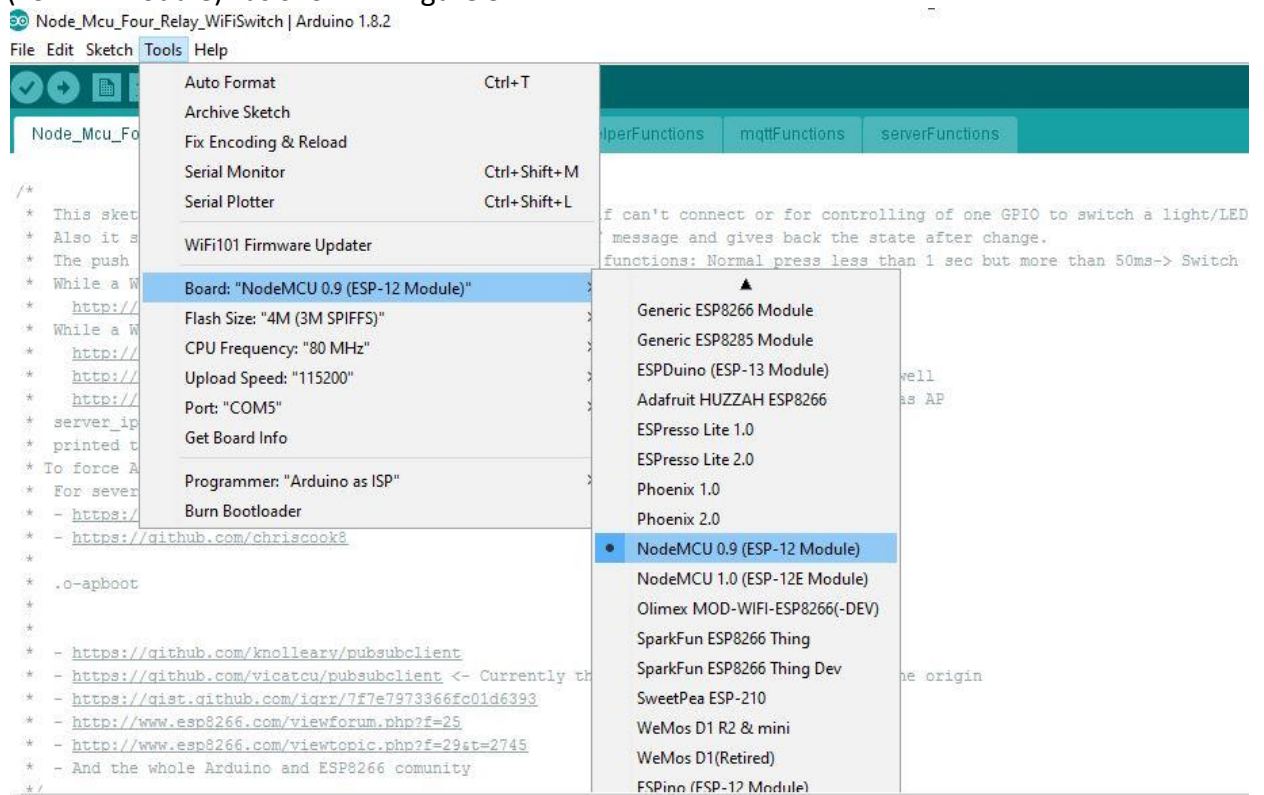 Node_Mcu_Four_Relay_WiFiSwitch | Arduino 1.8.2
File Edit Sketch Tools Help
Auto Format Ctrl+T
Archive Sketch
Fix Encoding & Reload
Serial Monitor Ctrl+Shift+M
Serial Plotter Ctrl+Shift+L
WiFi101 Firmware Updater
Board: "NodeMCU 0.9 (ESP-12 Module)"
Flash Size: "4M (3M SPIFFS)"
CPU Frequency: "80 MHz"
Upload Speed: "115200"
Port: "COM5"
Get Board Info
Programmer: "Arduino as ISP"
Burn Bootloader
Generic ESP8266 Module
Generic ESP8285 Module
ESPDuino (ESP-13 Module)
Adafruit HUZZAH ESP8266
ESPresso Lite 1.0
ESPresso Lite 2.0
Phoenix 1.0
Phoenix 2.0
NodeMCU 0.9 (ESP-12 Module)
NodeMCU 1.0 (ESP-12E Module)
Olimex MOD-WIFI-ESP8266(-DEV)
SparkFun ESP8266 Thing
SparkFun ESP8266 Thing Dev
SweetPea ESP-210
WeMos D1 R2 & mini
WeMos D1(Retired)
ESPino (ESP-12 Module)
Node_Mcu_Fo lperFunctions mqttFunctions serverFunctions
/*
* This sket f can't connect or for controlling of one GPIO to switch a light/LED
* Also it s message and gives back the state after change.
* The push functions: Normal press less than 1 sec but more than 50ms-> Switch
* While a W
* http://
* While a W
* http://
* http:// well
* http:// as AP
* server_ip
* printed t
* To force A
* For sever
* - https:/
* - https://github.com/chriscook8
*
* .o-apboot
*
*
* - https://github.com/knolleary/pubsubclient
* - https://github.com/vicatcu/pubsubclient <- Currently th he origin
* - https://gist.github.com/igrr/7f7e7973366fc01d6393
* - http://www.esp8266.com/viewforum.php?f=25
* - http://www.esp8266.com/viewtopic.php?f=29&t=2745
* - And the whole Arduino and ESP8266 comunity
*/